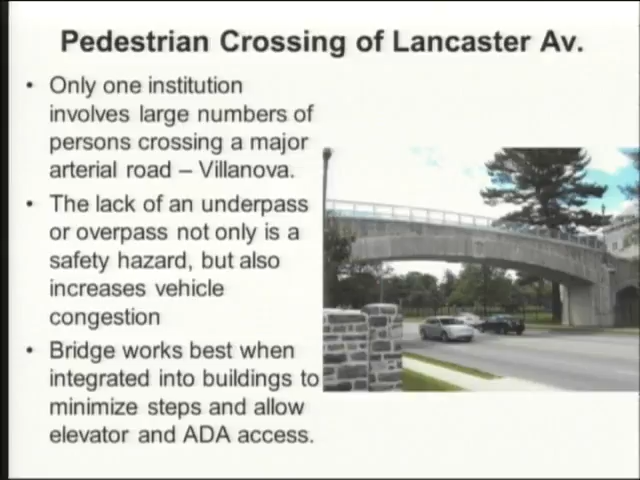 Pedestrian Crossing of Lancaster Av.
• Only one institution
involves large numbers of
persons crossing a major
arterial road – Villanova.
• The lack of an underpass
or overpass not only is a
safety hazard, but also
increases vehicle
congestion
• Bridge works best when
integrated into buildings to
minimize steps and allow
elevator and ADA access.